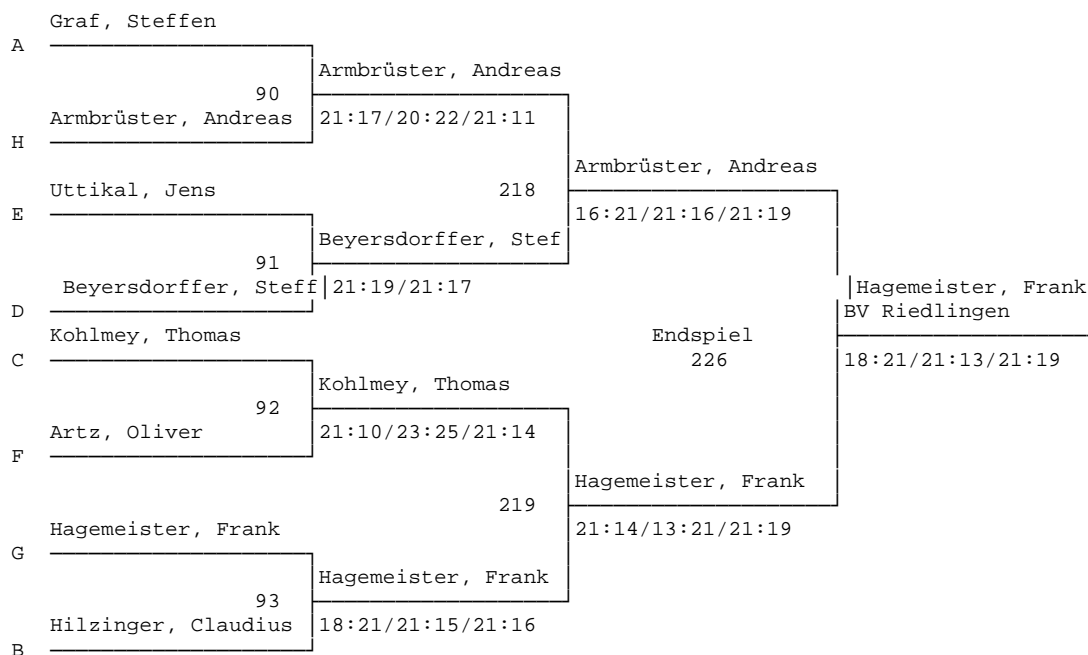 Graf, Steffen
A
Armbrüster, Andreas
90
Armbrüster, Andreas 21:17/20:22/21:11
H
Armbrüster, Andreas
Uttikal, Jens 218
E 16:21/21:16/21:19
Beyersdorffer, Stef
91
Beyersdorffer, Steff 21:19/21:17 Hagemeister, Frank
D BV Riedlingen
Kohlmey, Thomas Endspiel
C 226 18:21/21:13/21:19
Kohlmey, Thomas
92
Artz, Oliver 21:10/23:25/21:14
F
Hagemeister, Frank
219
Hagemeister, Frank 21:14/13:21/21:19
G
Hagemeister, Frank
93
Hilzinger, Claudius 18:21/21:15/21:16
B